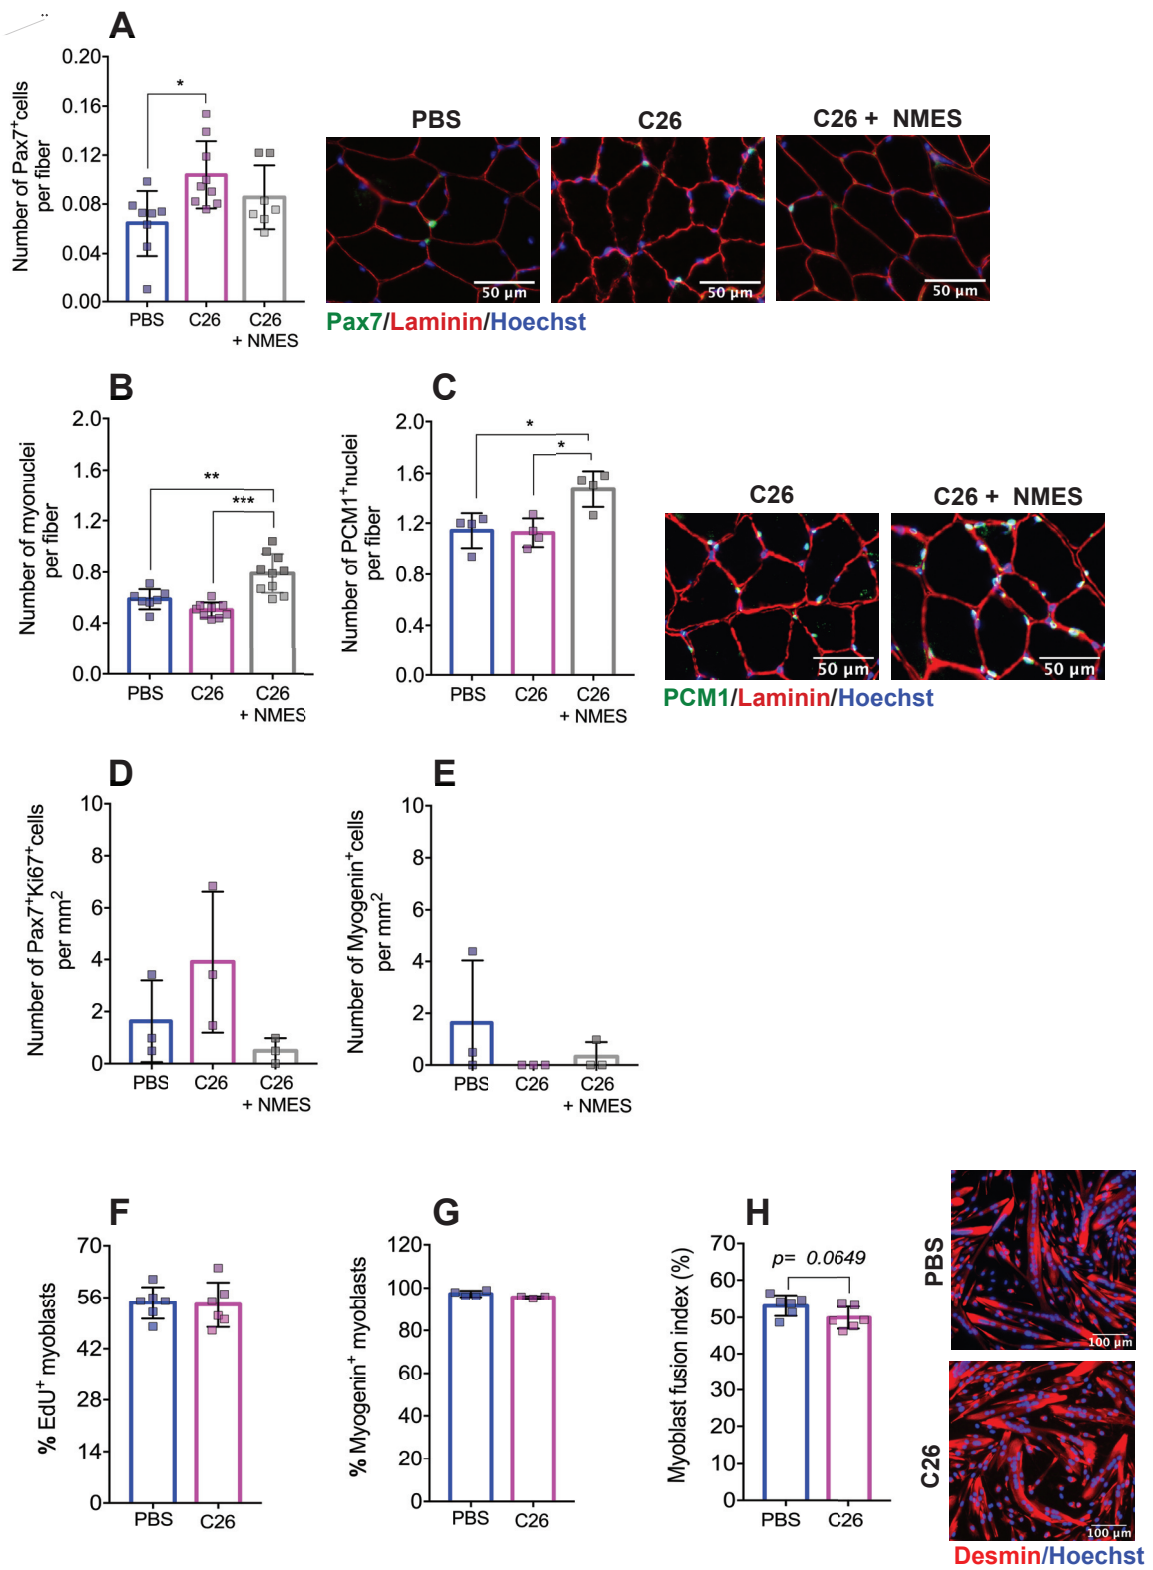 A
Number of Pax7⁺cells
per fiber
0.20
0.16
0.12
0.08
0.04
0.00
*
PBS
C26
C26
+ NMES
PBS
C26
C26 + NMES
50 µm
50 µm
50 µm
Pax7/Laminin/Hoechst
B
Number of myonuclei
per fiber
2.0
1.6
1.2
0.8
0.4
0.0
**
***
PBS
C26
C26
+ NMES
C
Number of PCM1⁺nuclei
per fiber
2.0
1.6
1.2
0.8
0.4
0.0
*
*
PBS
C26
C26
+ NMES
C26
C26 + NMES
50 µm
50 µm
PCM1/Laminin/Hoechst
D
Number of Pax7⁺Ki67⁺cells
per mm²
10
8
6
4
2
0
PBS
C26
C26
+ NMES
E
Number of Myogenin⁺cells
per mm²
10
8
6
4
2
0
PBS
C26
C26
+ NMES
F
% EdU⁺ myoblasts
70
56
42
28
14
0
PBS
C26
G
% Myogenin⁺ myoblasts
120
100
80
60
40
20
0
PBS
C26
H
Myoblast fusion index (%)
70
60
50
40
30
20
10
0
p= 0.0649
PBS
C26
PBS
100 µm
C26
100 µm
Desmin/Hoechst